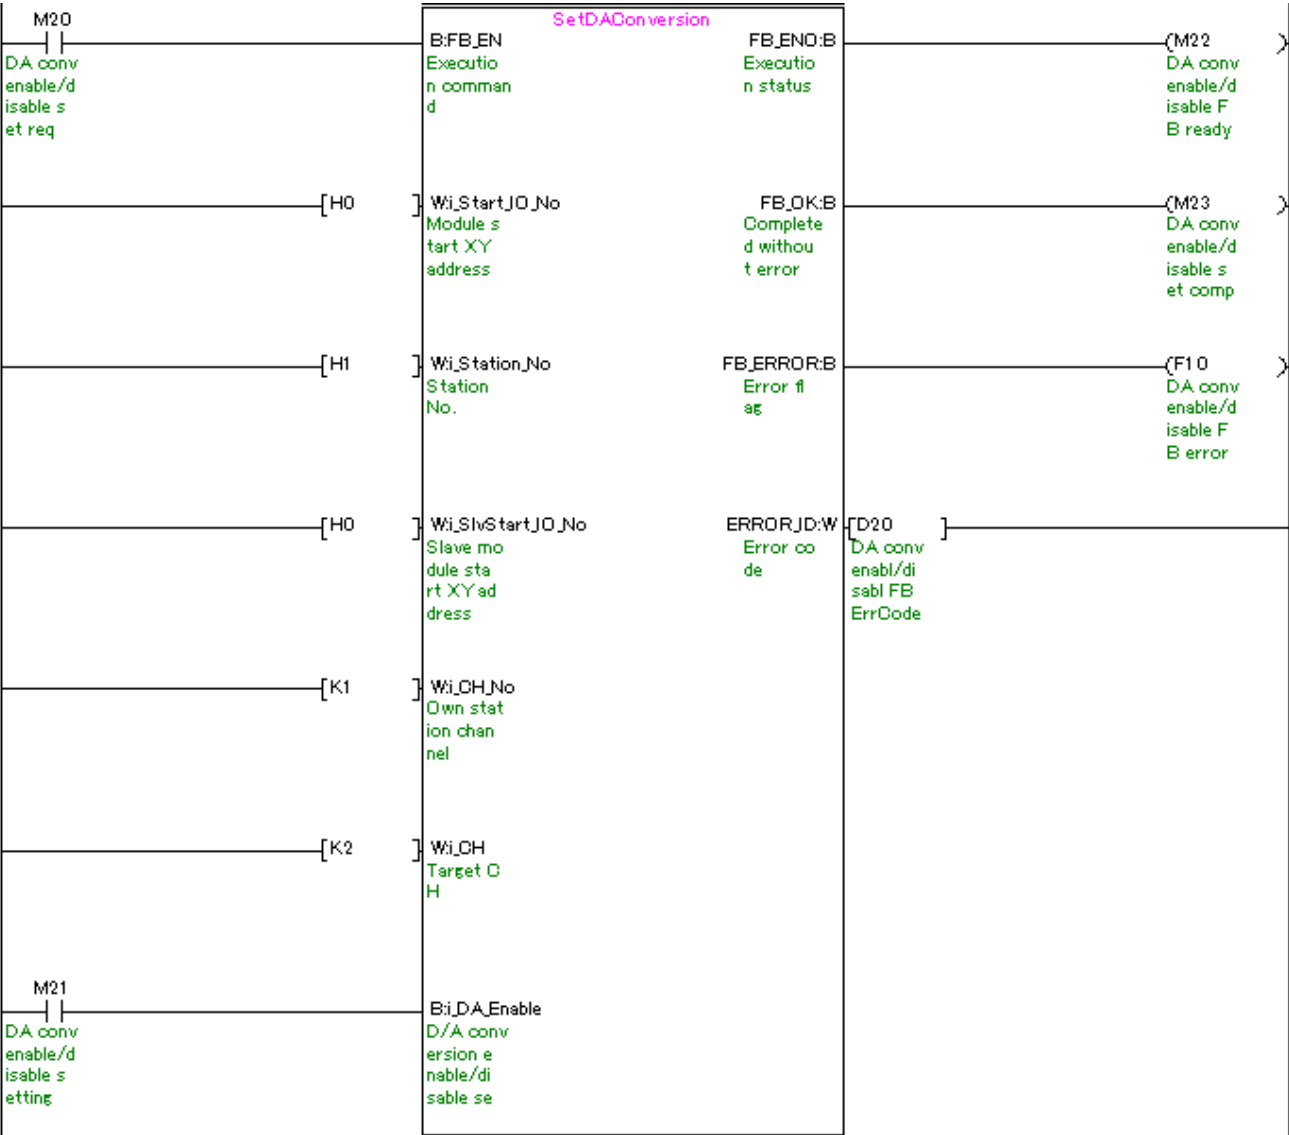 SetDAConversion
M20
B:FB_EN
FB_ENO:B
(M22 )
DA conv
enable/d
isable s
et req
Executio
n comman
d
Executio
n status
DA conv
enable/d
isable F
B ready
[H0 ]
W:i_Start_IO_No
FB_OK:B
(M23 )
Module s
tart XY
address
Complete
d withou
t error
DA conv
enable/d
isable s
et comp
[H1 ]
W:i_Station_No
FB_ERROR:B
(F10 )
Station
No.
Error fl
ag
DA conv
enable/d
isable F
B error
[H0 ]
W:i_SlvStart_IO_No
ERROR_ID:W
[D20 ]
Slave mo
dule sta
rt XY ad
dress
Error co
de
DA conv
enabl/di
sabl FB
ErrCode
[K1 ]
W:i_CH_No
Own stat
ion chan
nel
[K2 ]
W:i_CH
Target C
H
M21
B:i_DA_Enable
DA conv
enable/d
isable s
etting
D/A conv
ersion e
nable/di
sable se